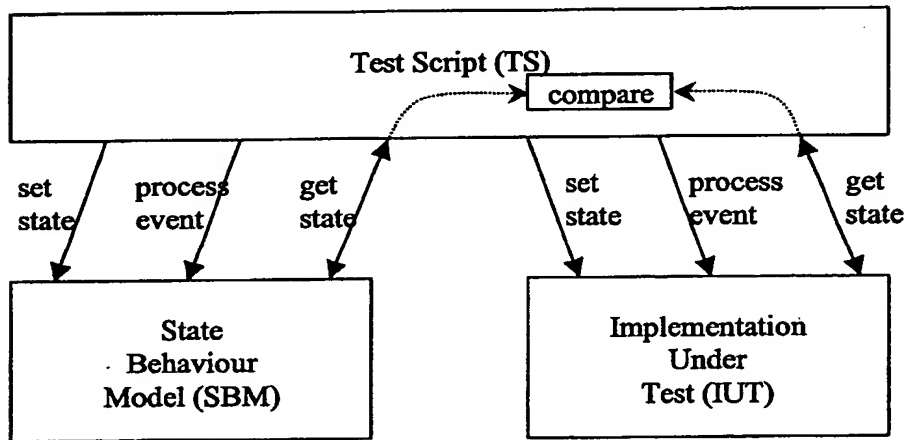 Test Script (TS)
compare
set
state
process
event
get
state
set
state
process
event
get
state
State
Behaviour
Model (SBM)
Implementation
Under
Test (IUT)